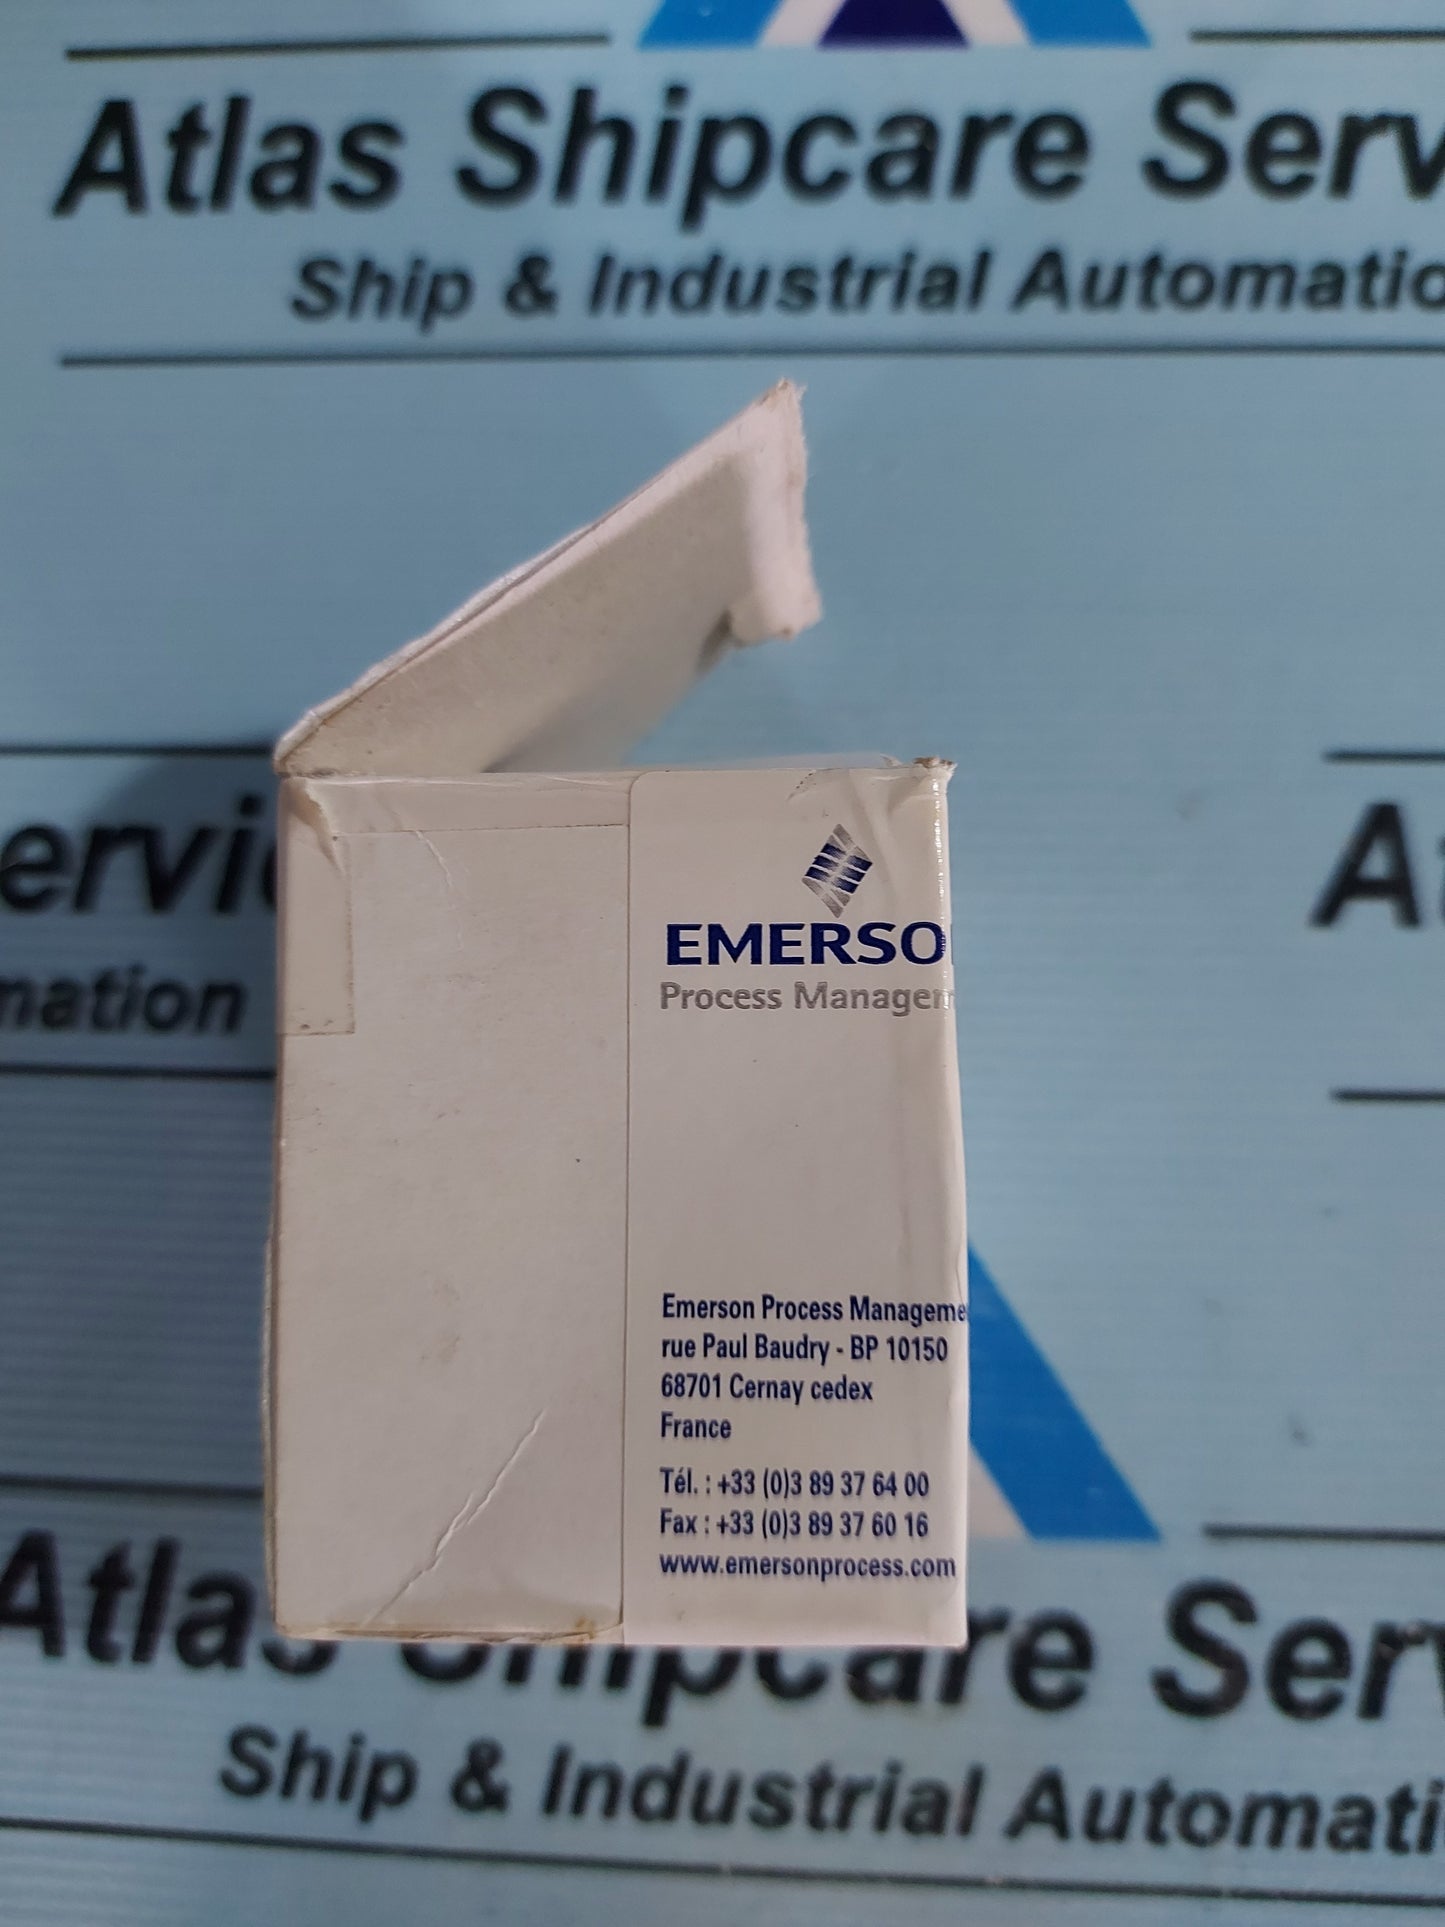 Atlas Shipcare Serv
Ship & Industrial Automatio
ervic
mation
At
EMERSO
Process Managem
Emerson Process Manageme
rue Paul Baudry - BP 10150
68701 Cernay cedex
France
Tél. : +33 (0)3 89 37 64 00
Fax : +33 (0)3 89 37 60 16
www.emersonprocess.com
Atlas Shipcare Serv
Ship & Industrial Automati